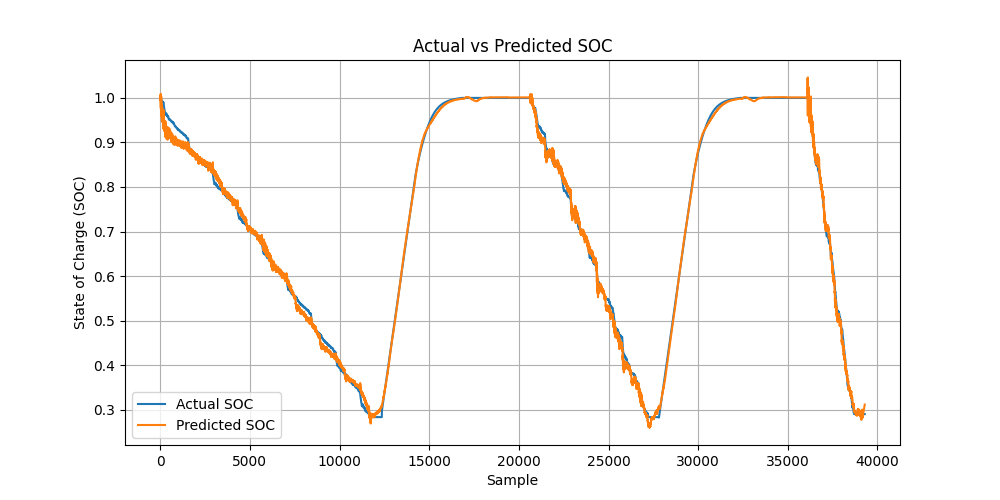 Actual vs Predicted SOC
State of Charge (SOC)
1.0
0.9
0.8
0.7
0.6
0.5
0.4
0.3
Actual SOC
Predicted SOC
0 5000 10000 15000 20000 25000 30000 35000 40000
Sample